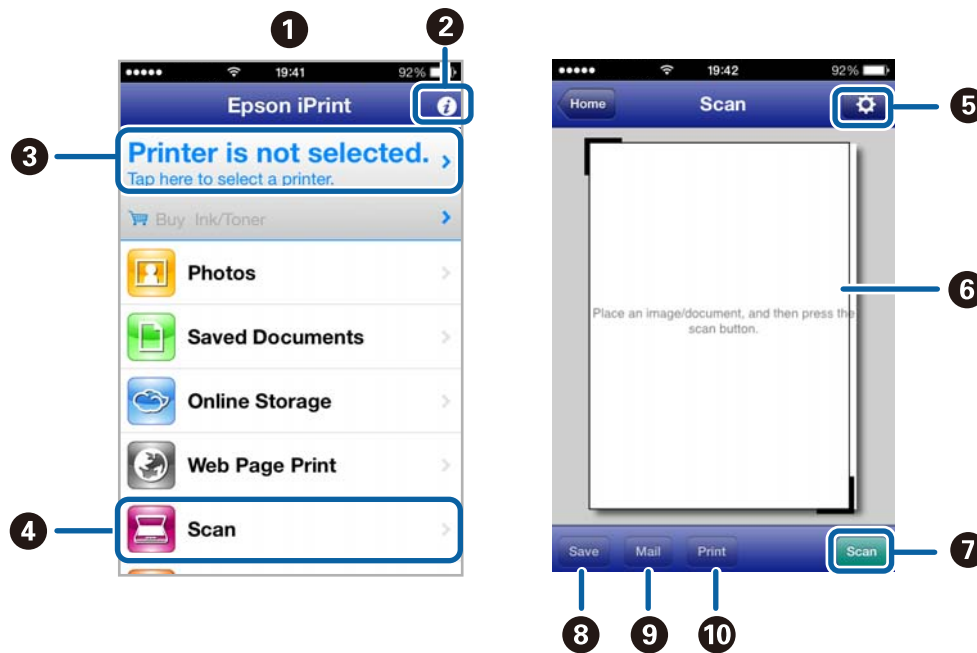 1
2
19:41
92%
Epson iPrint
3
Printer is not selected.
Tap here to select a printer.
Buy Ink/Toner
Photos
Saved Documents
Online Storage
Web Page Print
4
Scan
19:42
92%
Home
Scan
5
6
Place an image/document, and then press the
scan button.
Save
Mail
Print
Scan
7
8
9
10